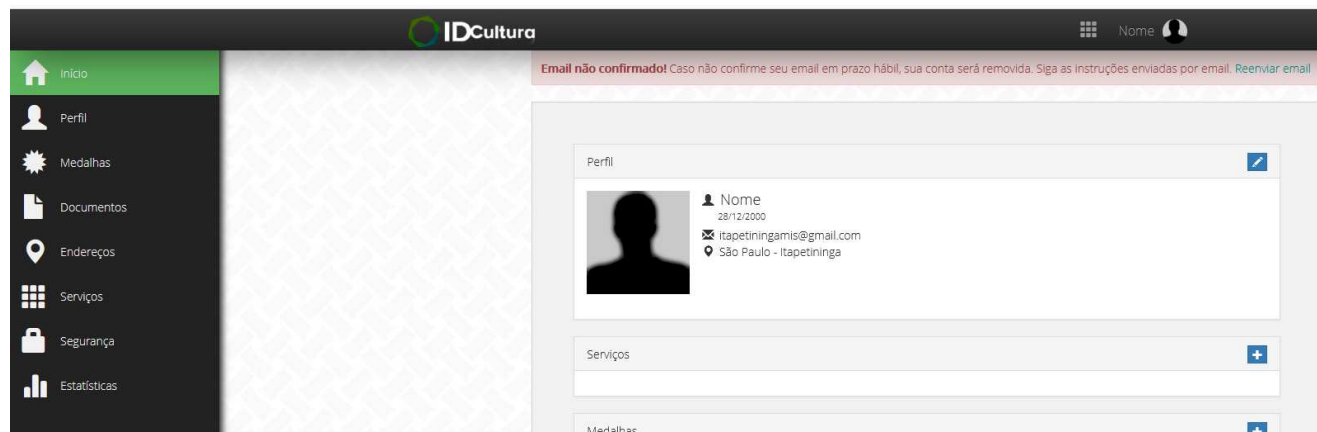 IDCultura
Nome
Início
Perfil
Medalhas
Documentos
Endereços
Serviços
Segurança
Estatísticas
Email não confirmado! Caso não confirme seu email em prazo hábil, sua conta será removida. Siga as instruções enviadas por email. Reenviar email
Perfil
Nome
28/12/2000
itapetiningamis@gmail.com
São Paulo - Itapetininga
Serviços
Medalhas